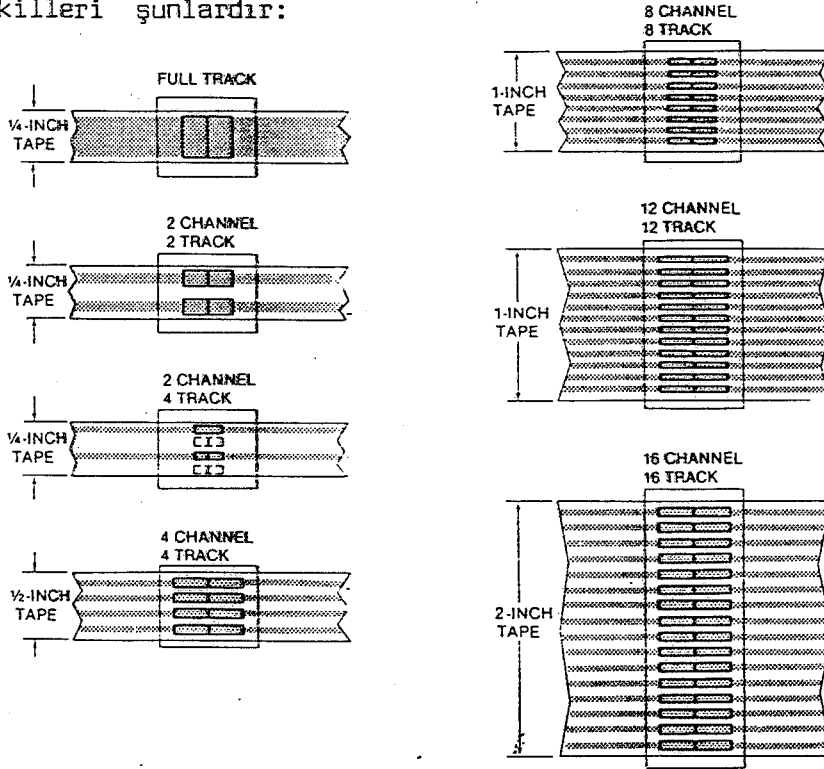 killeri şunlardır:
FULL TRACK
¼-INCH
TAPE
2 CHANNEL
2 TRACK
¼-INCH
TAPE
2 CHANNEL
4 TRACK
¼-INCH
TAPE
4 CHANNEL
4 TRACK
½-INCH
TAPE
8 CHANNEL
8 TRACK
1-INCH
TAPE
12 CHANNEL
12 TRACK
1-INCH
TAPE
16 CHANNEL
16 TRACK
2-INCH
TAPE